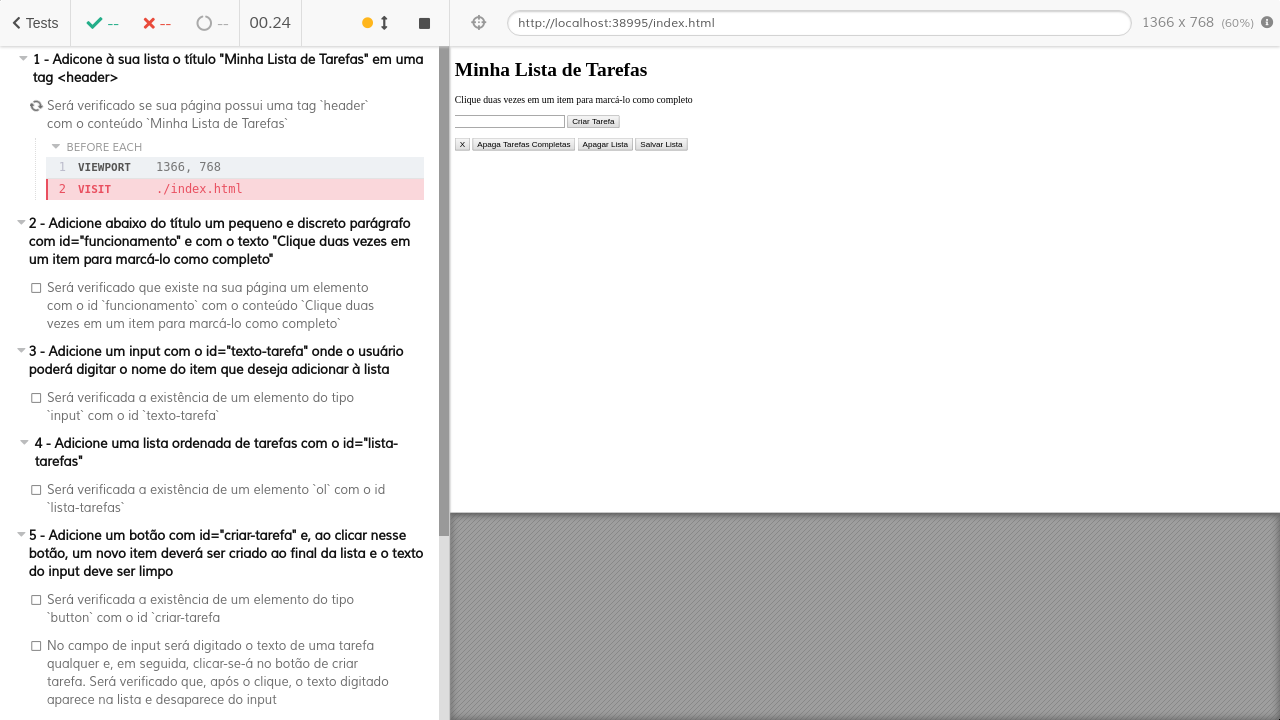 Tests -- -- -- 00.24 http://localhost:38995/index.html 1366 x 768 (60%)
1 - Adicone à sua lista o título "Minha Lista de Tarefas" em uma
tag <header>
Será verificado se sua página possui uma tag `header`
com o conteúdo `Minha Lista de Tarefas`
BEFORE EACH
1 VIEWPORT 1366, 768
2 VISIT ./index.html
2 - Adicione abaixo do título um pequeno e discreto parágrafo
com id="funcionamento" e com o texto "Clique duas vezes em
um item para marcá-lo como completo"
Será verificado que existe na sua página um elemento
com o id `funcionamento` com o conteúdo `Clique duas
vezes em um item para marcá-lo como completo`
3 - Adicione um input com o id="texto-tarefa" onde o usuário
poderá digitar o nome do item que deseja adicionar à lista
Será verificada a existência de um elemento do tipo
`input` com o id `texto-tarefa`
4 - Adicione uma lista ordenada de tarefas com o id="lista-
tarefas"
Será verificada a existência de um elemento `ol` com o id
`lista-tarefas`
5 - Adicione um botão com id="criar-tarefa" e, ao clicar nesse
botão, um novo item deverá ser criado ao final da lista e o texto
do input deve ser limpo
Será verificada a existência de um elemento do tipo
`button` com o id `criar-tarefa
No campo de input será digitado o texto de uma tarefa
qualquer e, em seguida, clicar-se-á no botão de criar
tarefa. Será verificado que, após o clique, o texto digitado
aparece na lista e desaparece do input
Minha Lista de Tarefas
Clique duas vezes em um item para marcá-lo como completo
Criar Tarefa
X Apaga Tarefas Completas Apagar Lista Salvar Lista